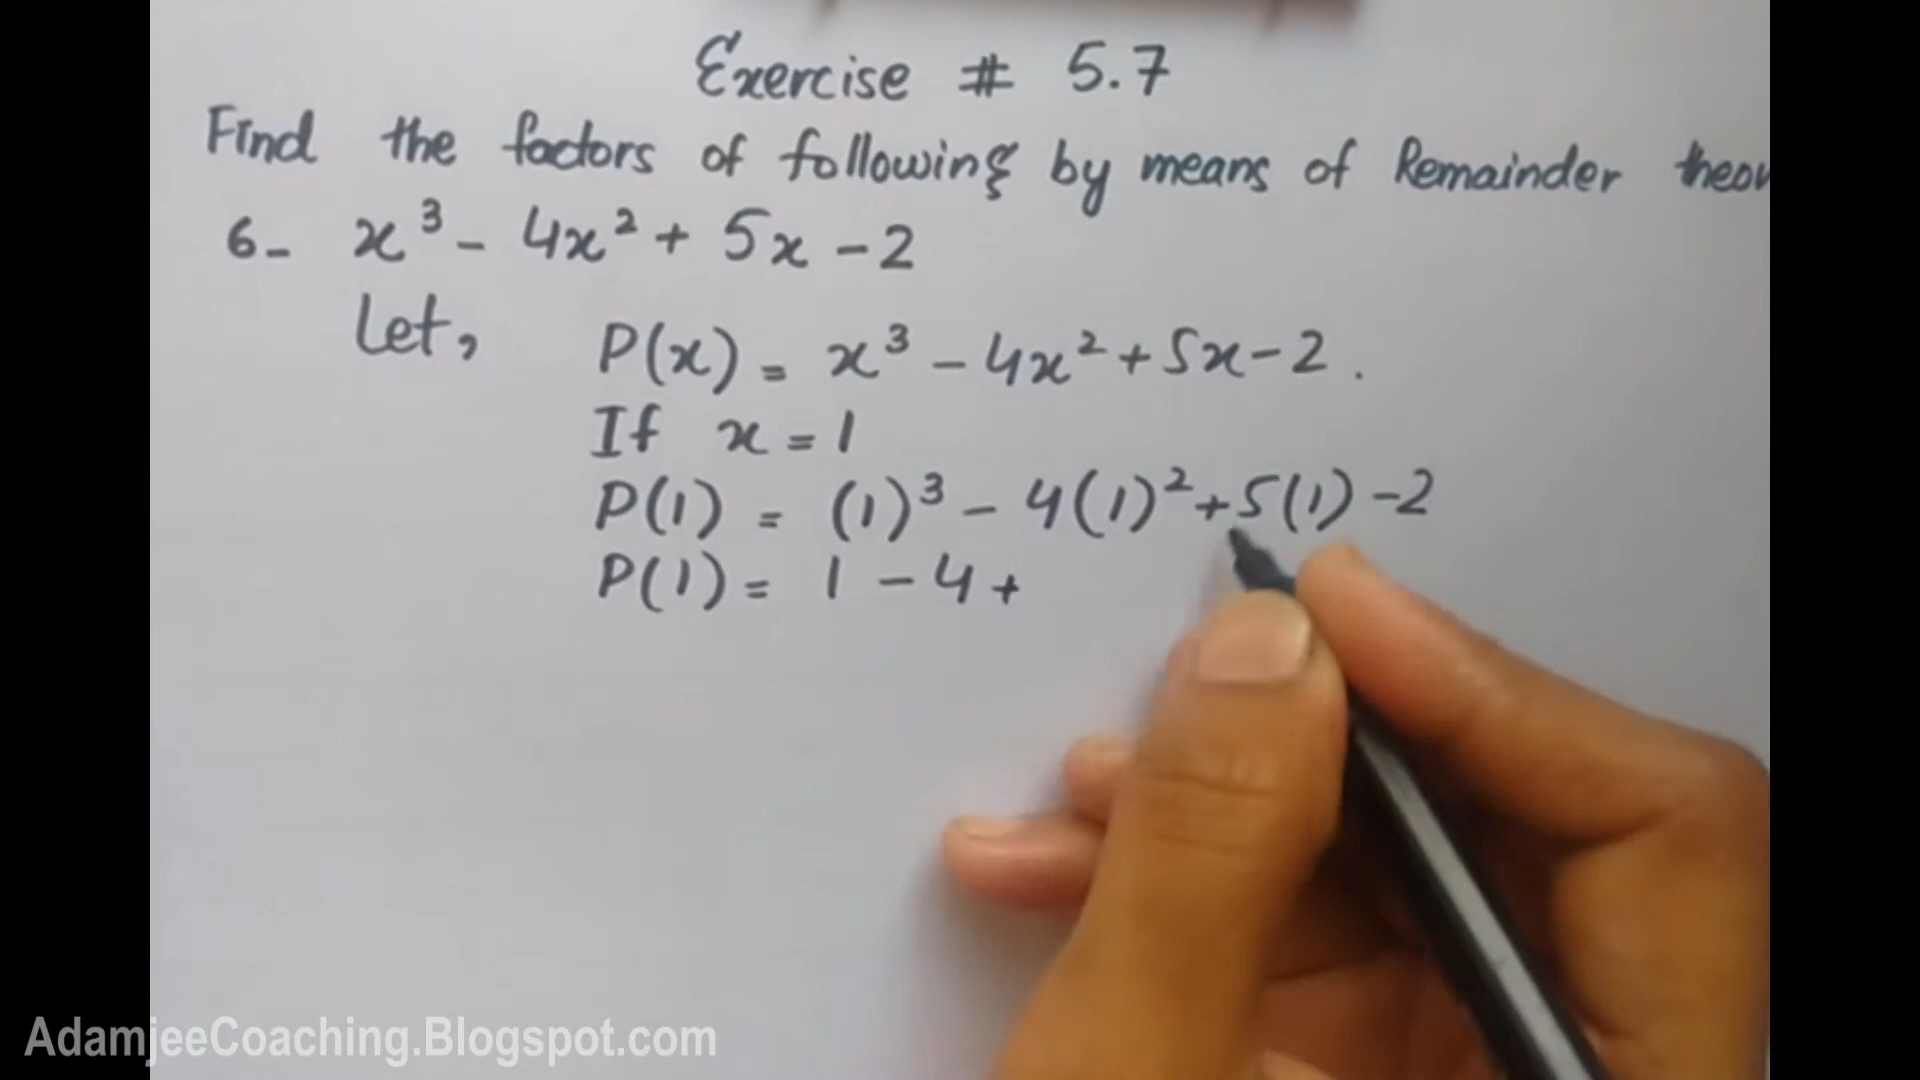 Exercise # 5.7
Find the factors of following by means of Remainder
6- x³ - 4x² + 5x - 2
Let, P(x) = x³ - 4x² + 5x - 2 .
If x = 1
P(1) = (1)³ - 4(1)² + 5(1) - 2
P(1) = 1 - 4 +
AdamjeeCoaching.Blogspot.com